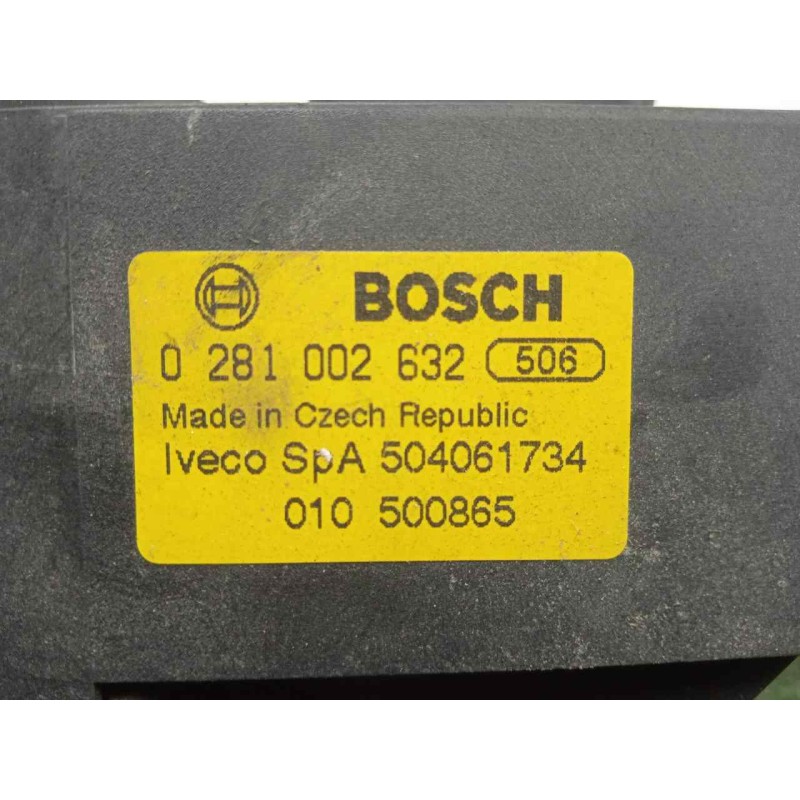 BOSCH
0 281 002 632 506
Made in Czech Republic
Iveco SpA 504061734
010 500865